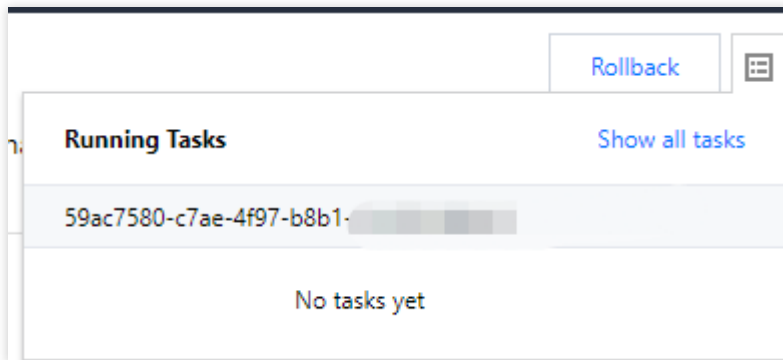 Rollback
Running Tasks
Show all tasks
59ac7580-c7ae-4f97-b8b1-
No tasks yet